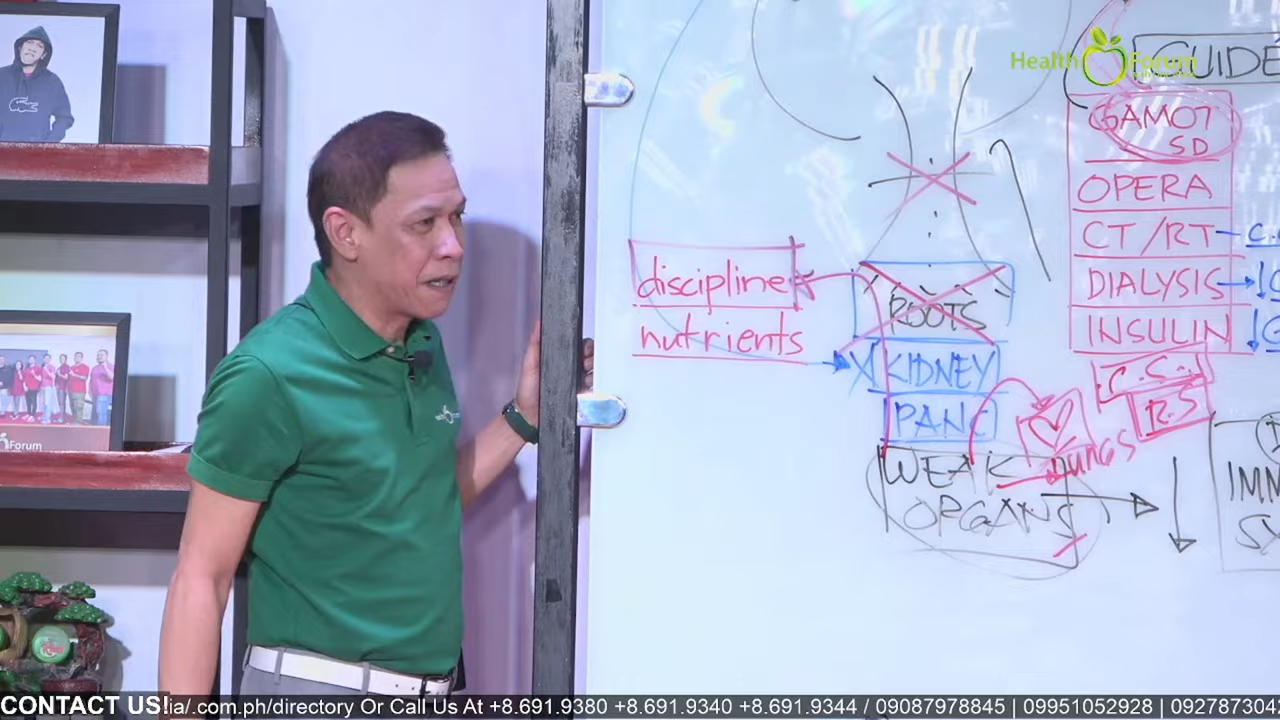 Health Forum
GUIDE
GAMOT
SD
OPERA
CT/RT
DIALYSIS
INSULIN
R.S
discipline
nutrients
ROOTS
KIDNEY
PANC
WEAK
ORGANS
Lungs
IMM
Forum
CONTACT US! ia/.com.ph/directory Or Call Us At +8.691.9380 +8.691.9340 +8.691.9344 / 09087978845 | 09951052928 | 0927873042